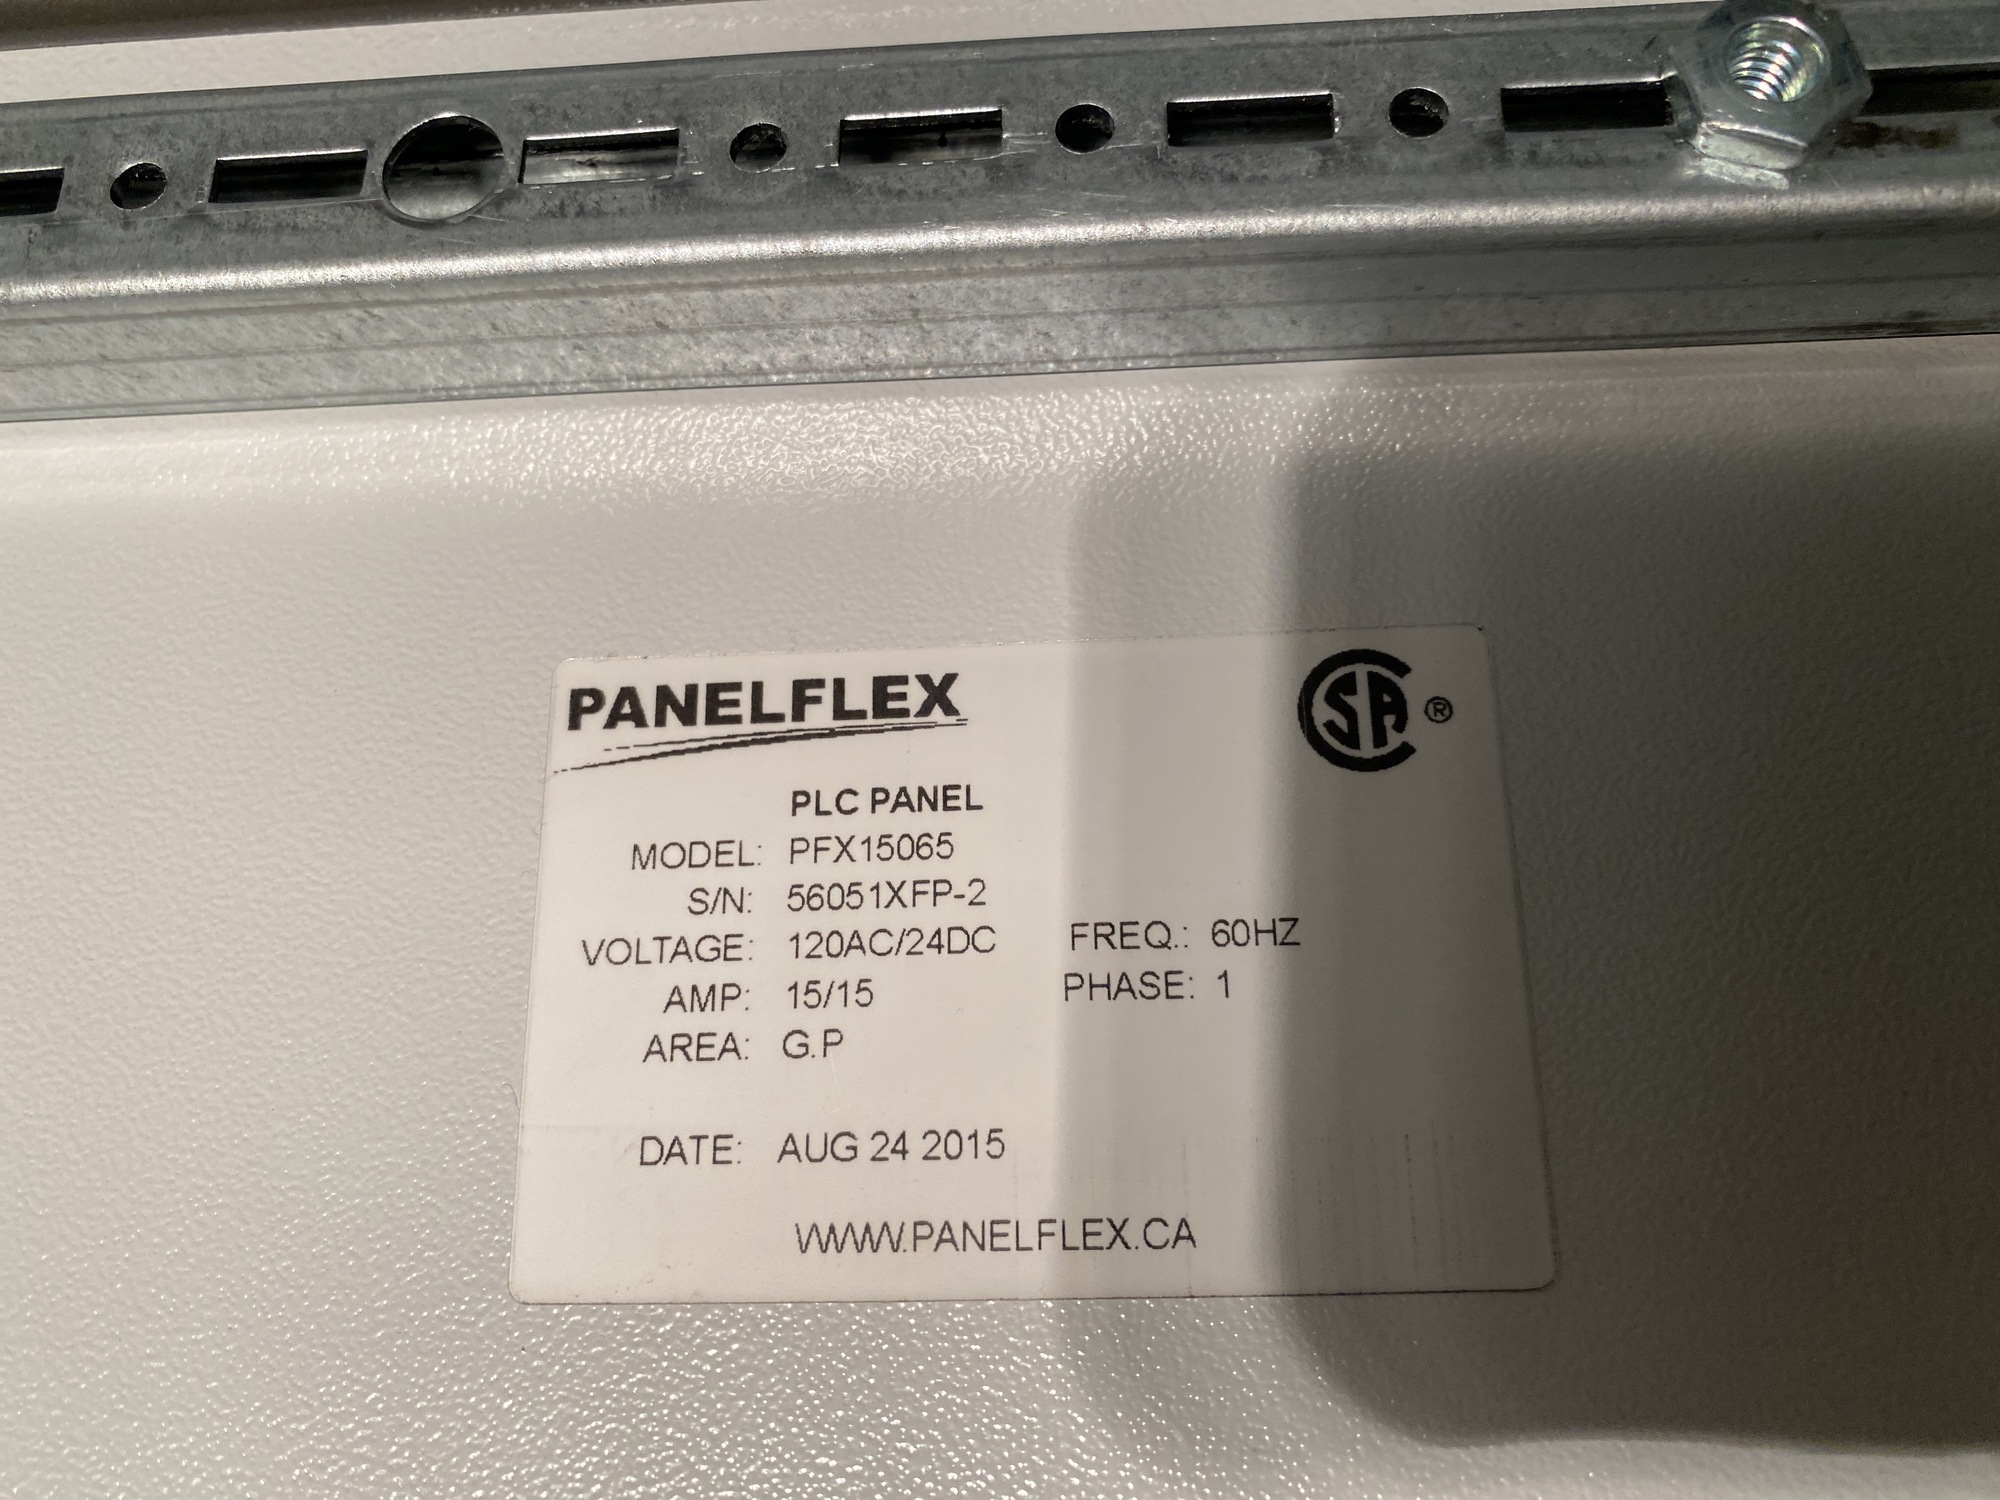 PANELFLEX
CSA ®
PLC PANEL
MODEL: PFX15065
S/N: 56051XFP-2
VOLTAGE: 120AC/24DC FREQ.: 60HZ
AMP: 15/15 PHASE: 1
AREA: G.P
DATE: AUG 24 2015
WWW.PANELFLEX.CA